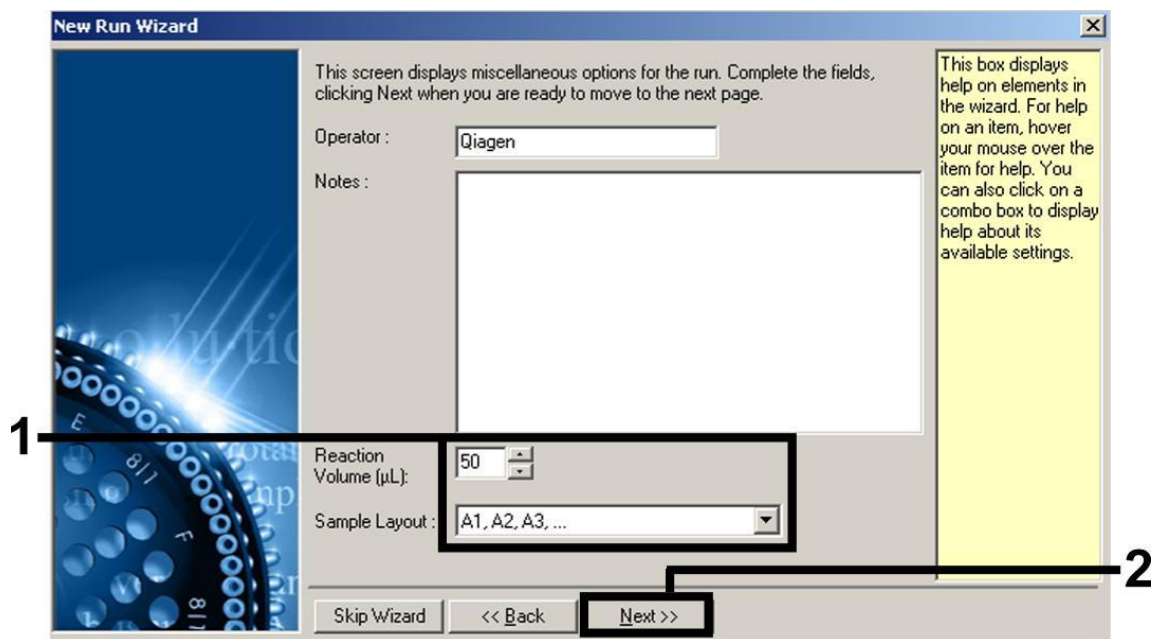 New Run Wizard
This screen displays miscellaneous options for the run. Complete the fields,
clicking Next when you are ready to move to the next page.
Operator :
Qiagen
Notes :
Reaction
Volume (µL):
50
Sample Layout :
A1, A2, A3, ...
Skip Wizard
<< Back
Next >>
This box displays
help on elements in
the wizard. For help
on an item, hover
your mouse over the
item for help. You
can also click on a
combo box to display
help about its
available settings.
1
2
E
8/1
F
8/1